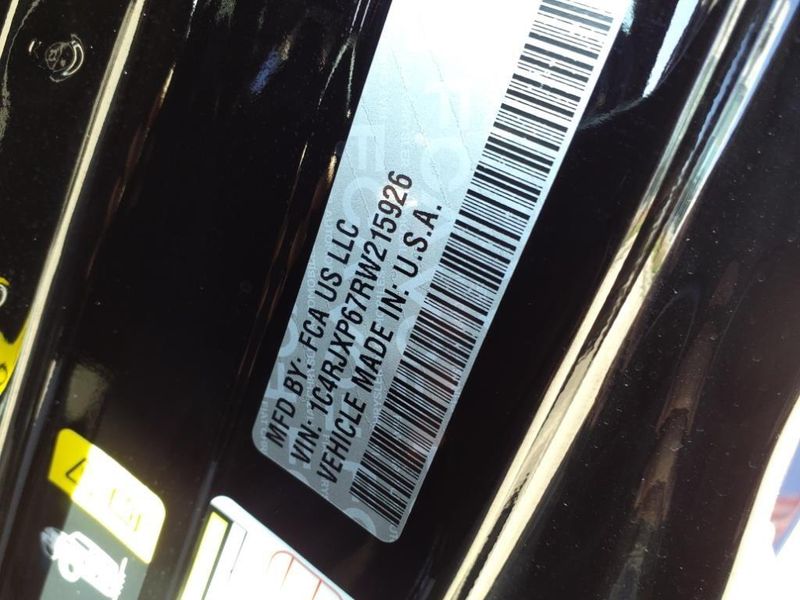 MFD BY: FCA US LLC
VIN: 1C4RJXP67RW215926
VEHICLE MADE IN: U.S.A.